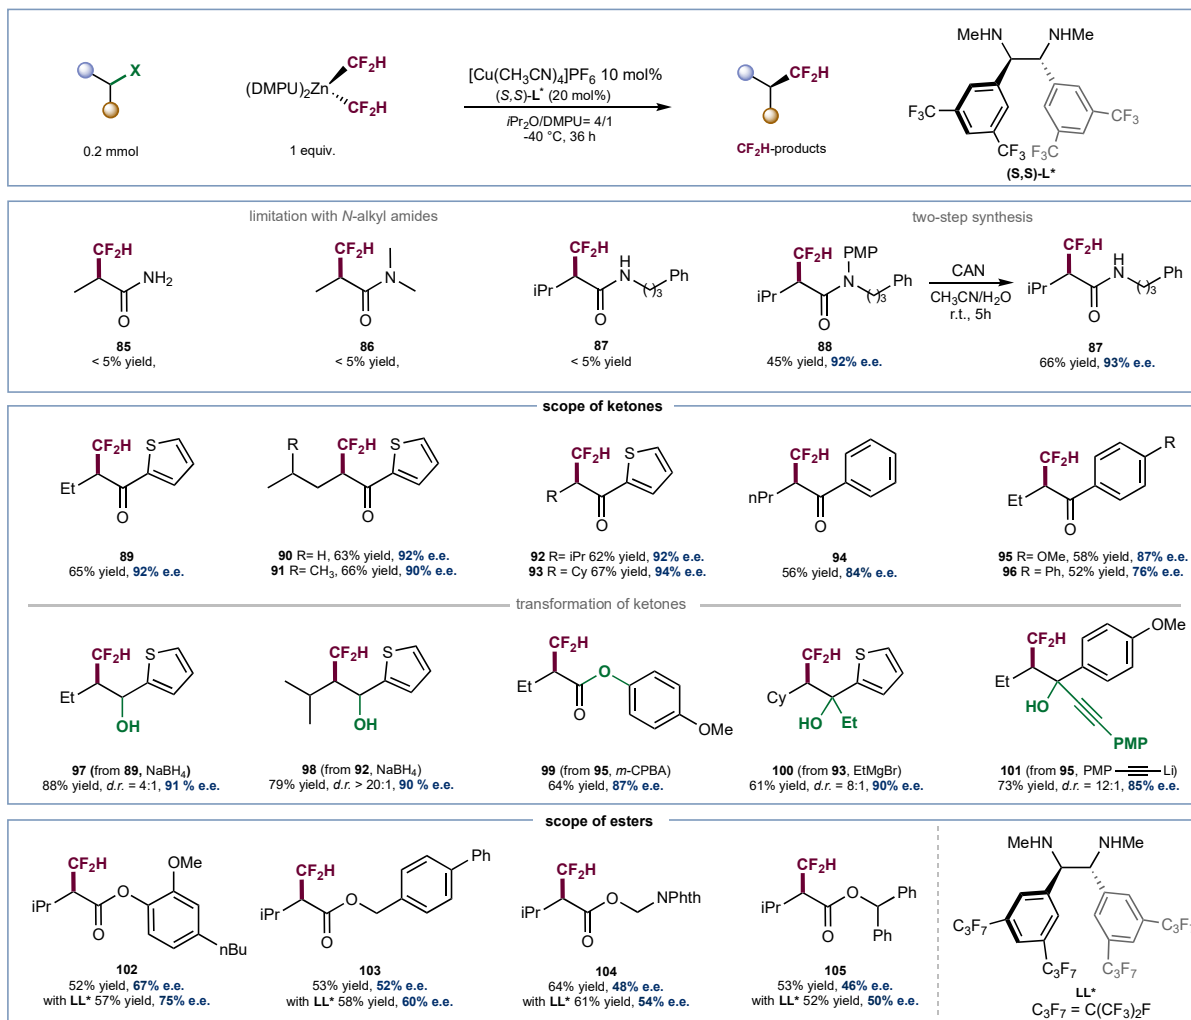 X
(DMPU)2Zn
CF2H
CF2H
[Cu(CH3CN)4]PF6 10 mol%
(S,S)-L* (20 mol%)
iPr2O/DMPU= 4/1
-40 °C, 36 h
CF2H
MeHN NHMe
CF3 CF3
CF3 F3C
(S,S)-L*
0.2 mmol
1 equiv.
CF2H-products
limitation with N-alkyl amides
two-step synthesis
CF2H
NH2
O
85
< 5% yield,
CF2H
N
O
86
< 5% yield,
CF2H
iPr
H
N
( )3
Ph
O
87
< 5% yield
CF2H
PMP
iPr
N
( )3
Ph
O
88
45% yield, 92% e.e.
CAN
CH3CN/H2O
r.t., 5h
CF2H
iPr
H
N
( )3
Ph
O
87
66% yield, 93% e.e.
scope of ketones
CF2H
S
Et
O
89
65% yield, 92% e.e.
R
CF2H
S
O
90 R= H, 63% yield, 92% e.e.
91 R= CH3, 66% yield, 90% e.e.
CF2H
S
R
O
92 R= iPr 62% yield, 92% e.e.
93 R = Cy 67% yield, 94% e.e.
CF2H
nPr
O
94
56% yield, 84% e.e.
CF2H
R
Et
O
95 R= OMe, 58% yield, 87% e.e.
96 R = Ph, 52% yield, 76% e.e.
transformation of ketones
CF2H
S
Et
OH
97 (from 89, NaBH4)
88% yield, d.r. = 4:1, 91 % e.e.
CF2H
S
OH
98 (from 92, NaBH4)
79% yield, d.r. > 20:1, 90 % e.e.
CF2H
Et
O
O
OMe
99 (from 95, m-CPBA)
64% yield, 87% e.e.
CF2H
S
Cy
HO
Et
100 (from 93, EtMgBr)
61% yield, d.r. = 8:1, 90% e.e.
OMe
CF2H
Et
HO
PMP
101 (from 95, PMP Li)
73% yield, d.r. = 12:1, 85% e.e.
scope of esters
CF2H
OMe
iPr
O
O
nBu
102
52% yield, 67% e.e.
with LL* 57% yield, 75% e.e.
Ph
CF2H
iPr
O
O
103
53% yield, 52% e.e.
with LL* 58% yield, 60% e.e.
CF2H
iPr
O
NPhth
O
104
64% yield, 48% e.e.
with LL* 61% yield, 54% e.e.
CF2H
iPr
O
Ph
O
Ph
105
53% yield, 46% e.e.
with LL* 52% yield, 50% e.e.
MeHN NHMe
C3F7 C3F7
C3F7 C3F7
LL*
C3F7 = C(CF3)2F